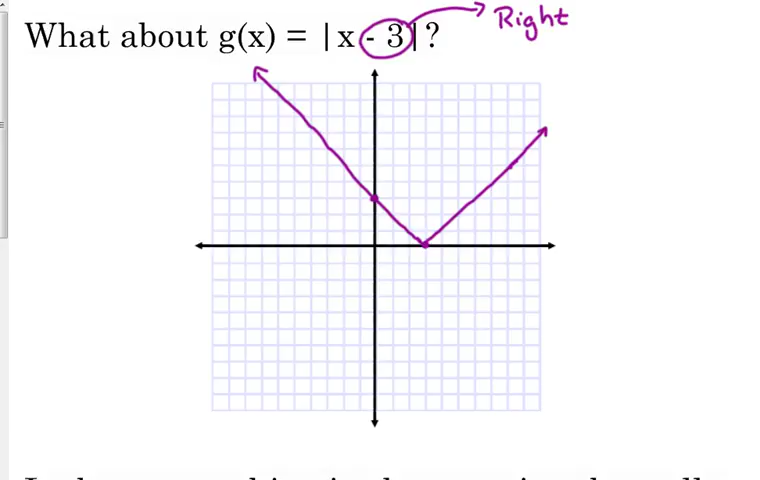 What about g(x) = |x - 3|?
Right